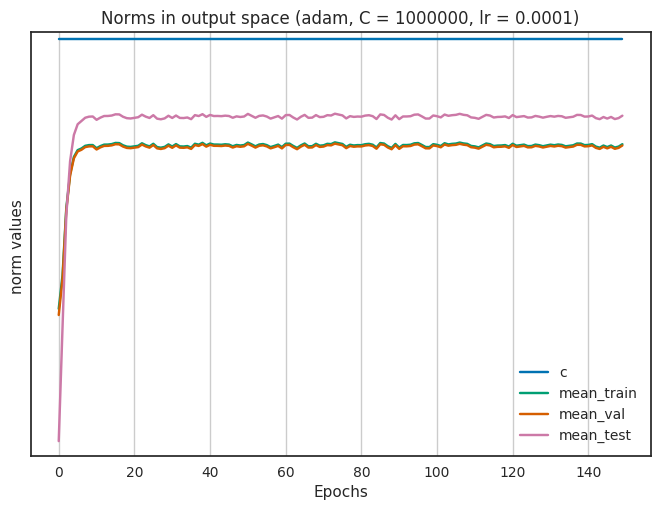 Norms in output space (adam, C = 1000000, lr = 0.0001)
norm values
c
mean_train
mean_val
mean_test
0 20 40 60 80 100 120 140
Epochs